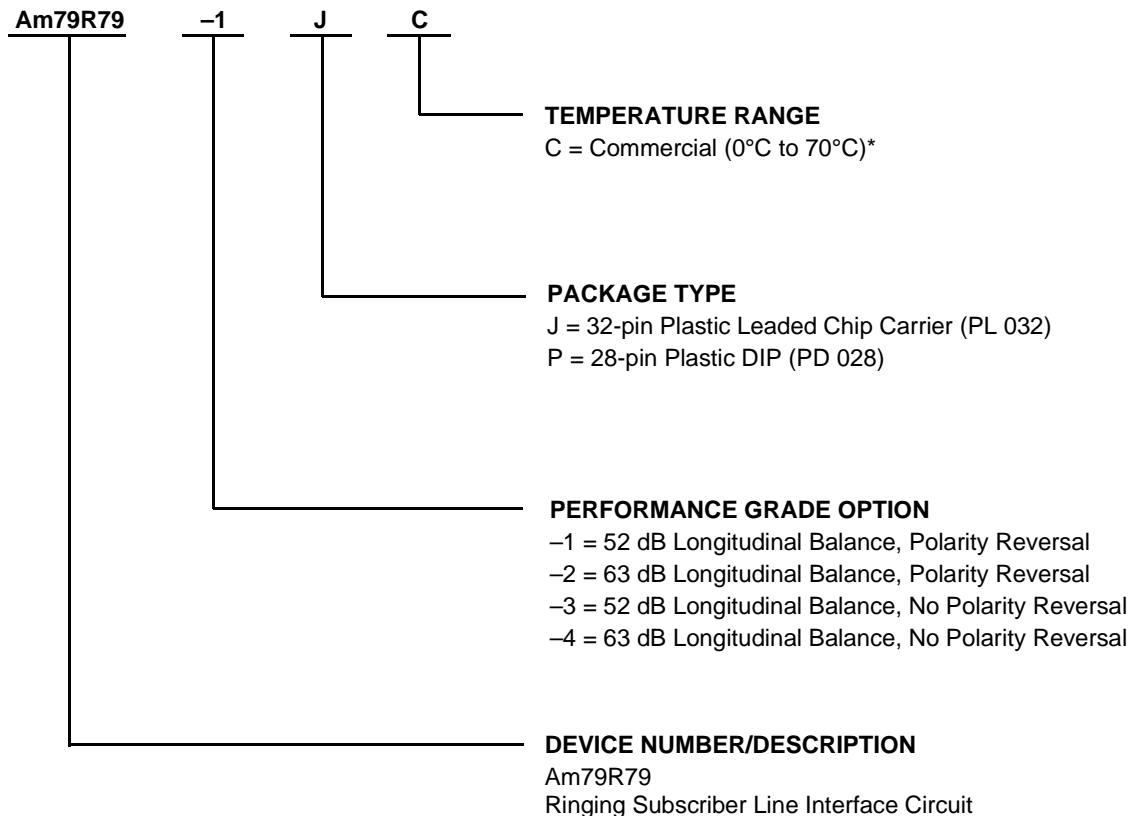 Am79R79 –1 J C
TEMPERATURE RANGE
C = Commercial (0°C to 70°C)*
PACKAGE TYPE
J = 32-pin Plastic Leaded Chip Carrier (PL 032)
P = 28-pin Plastic DIP (PD 028)
PERFORMANCE GRADE OPTION
–1 = 52 dB Longitudinal Balance, Polarity Reversal
–2 = 63 dB Longitudinal Balance, Polarity Reversal
–3 = 52 dB Longitudinal Balance, No Polarity Reversal
–4 = 63 dB Longitudinal Balance, No Polarity Reversal
DEVICE NUMBER/DESCRIPTION
Am79R79
Ringing Subscriber Line Interface Circuit